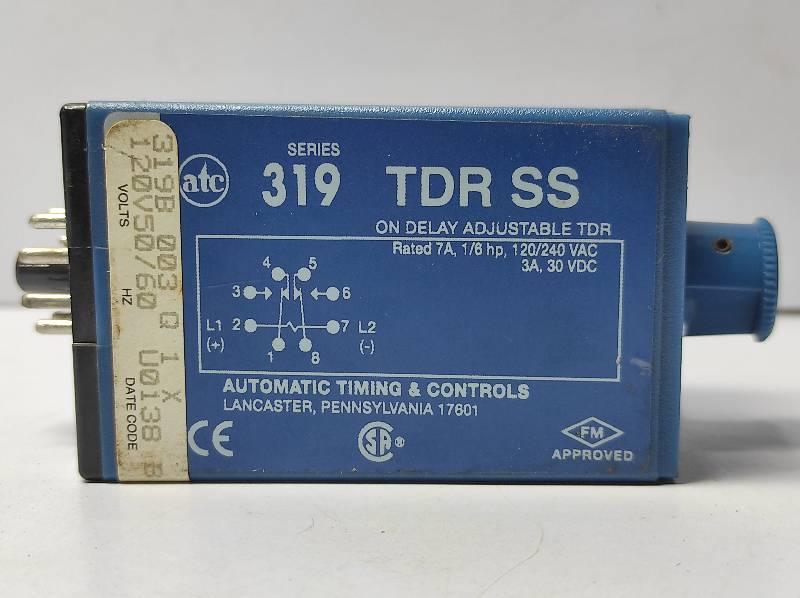 319B 003 Q 1 X
120V50/60 U0138 B
VOLTS HZ DATE CODE
atc
SERIES
319 TDR SS
ON DELAY ADJUSTABLE TDR
Rated 7A, 1/6 hp, 120/240 VAC
3A, 30 VDC
4 5
3 6
L1 2 7 L2
(+) (-)
1 8
AUTOMATIC TIMING & CONTROLS
LANCASTER, PENNSYLVANIA 17601
CE SA ® FM
APPROVED